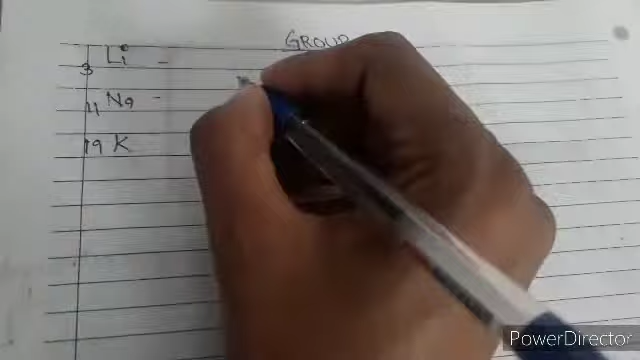 GROUP
3 Li -
11 Na -
19 K
PowerDirector